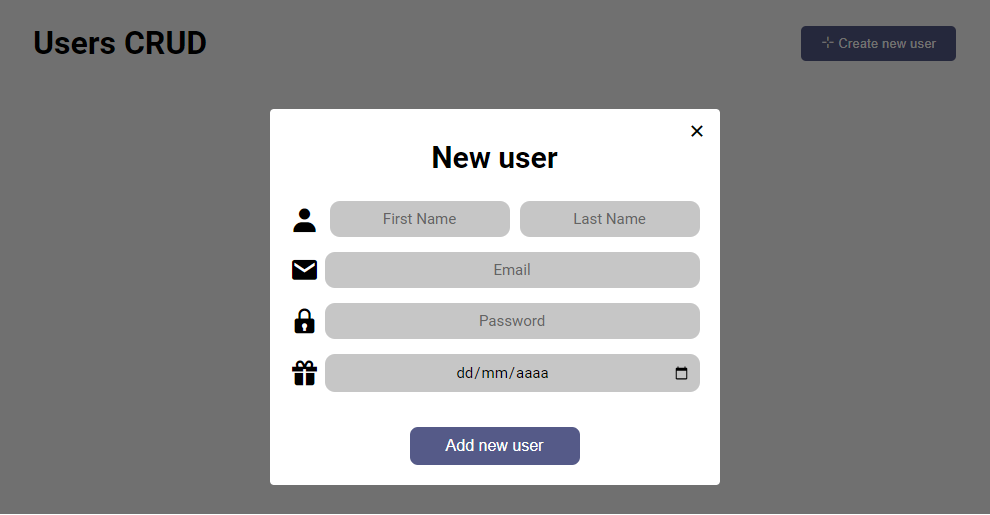 Users CRUD
Create new user
New user
First Name Last Name
Email
Password
dd/mm/aaaa
Add new user